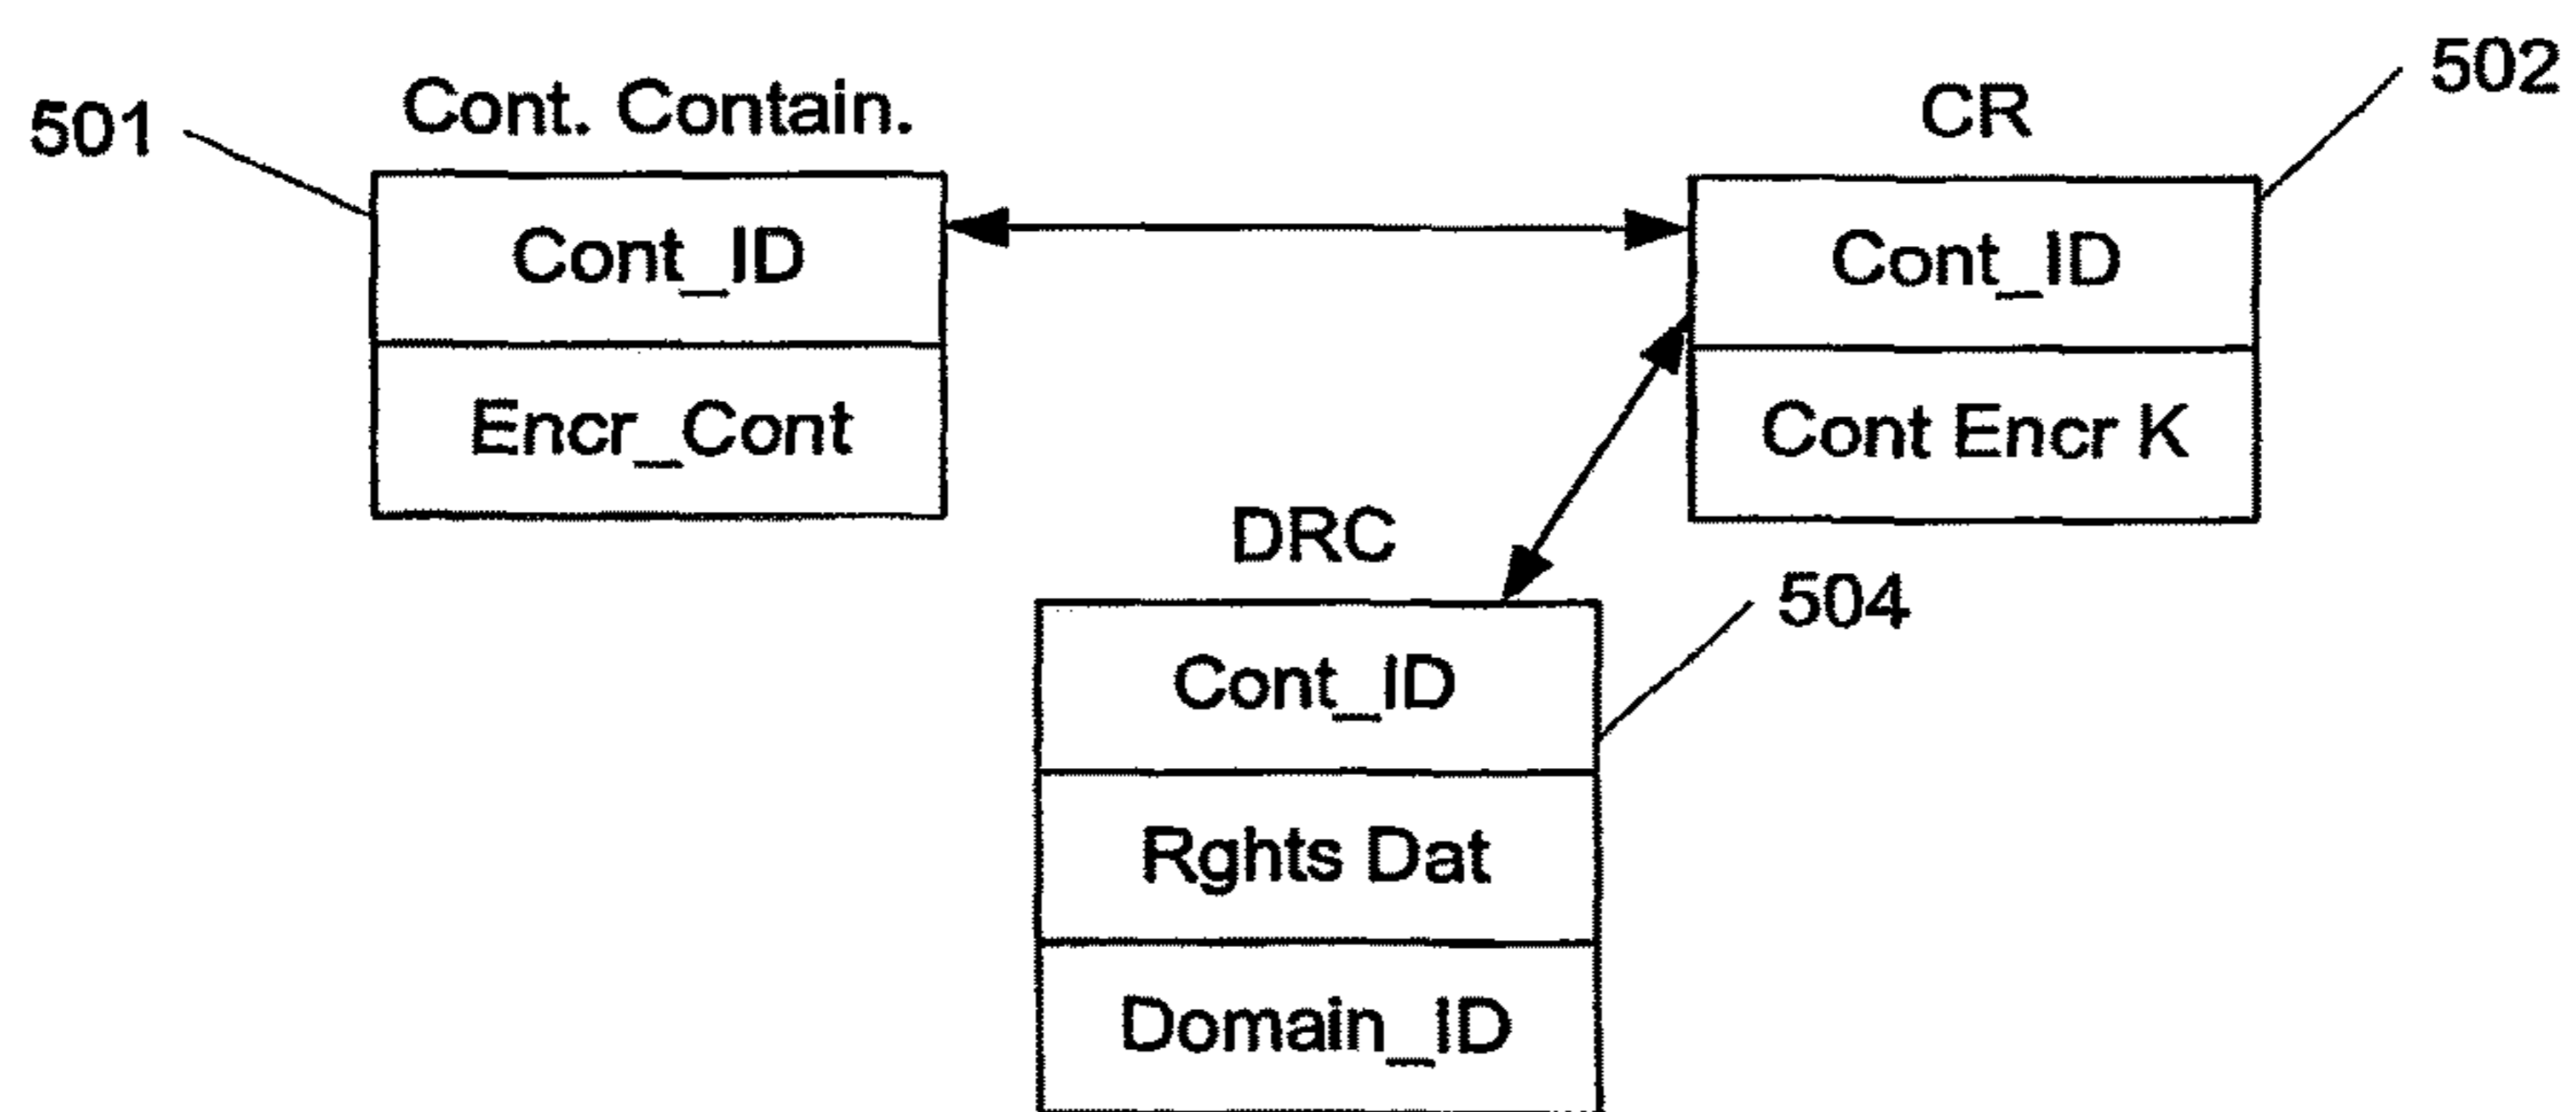 501
Cont. Contain.
Cont_ID
Encr_Cont
CR
502
Cont_ID
Cont Encr K
DRC
504
Cont_ID
Rghts Dat
Domain_ID